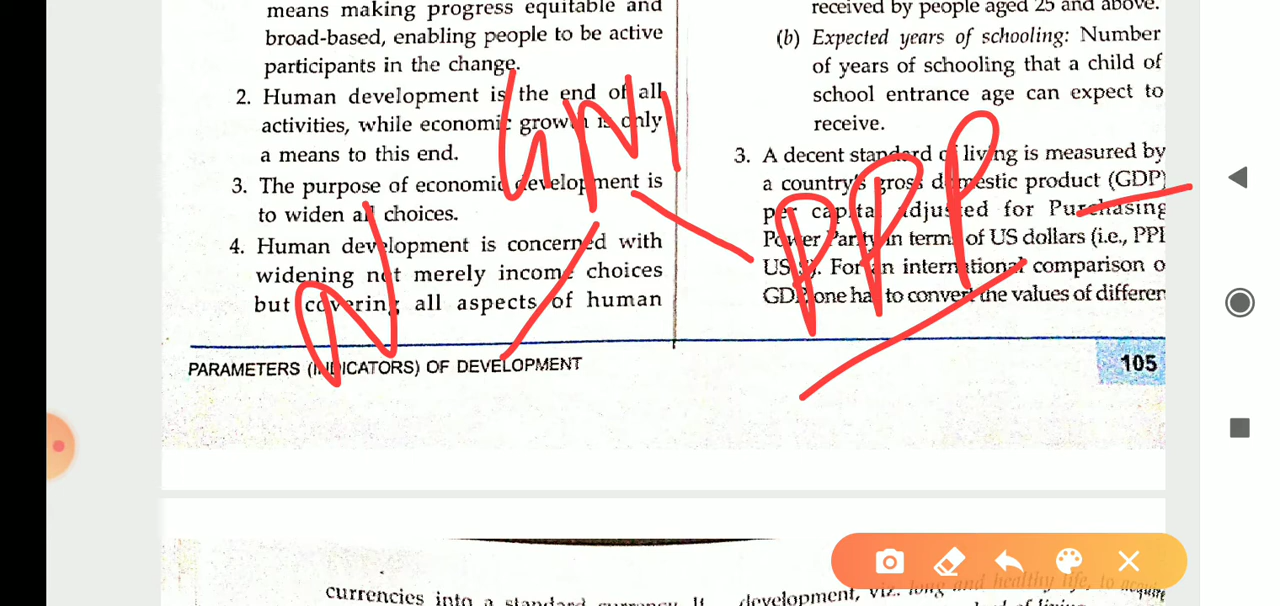 means making progress equitable and
broad-based, enabling people to be active
participants in the change.
2. Human development is the end of all
activities, while economic growth is only
a means to this end.
3. The purpose of economic development is
to widen all choices.
4. Human development is concerned with
widening not merely income choices
but covering all aspects of human
received by people aged 25 and above.
(b) Expected years of schooling: Number
of years of schooling that a child of
school entrance age can expect to
receive.
3. A decent standard of living is measured by
a country's gross domestic product (GDP)
per capita adjusted for Purchasing
Power Parity in terms of US dollars (i.e., PPP
US $). For an international comparison o
GDP one has to convert the values of differen
GNI
PPP
N
PARAMETERS (INDICATORS) OF DEVELOPMENT
105
currencies into a standard currency. It
development, viz.. long and healthy life, to acquire